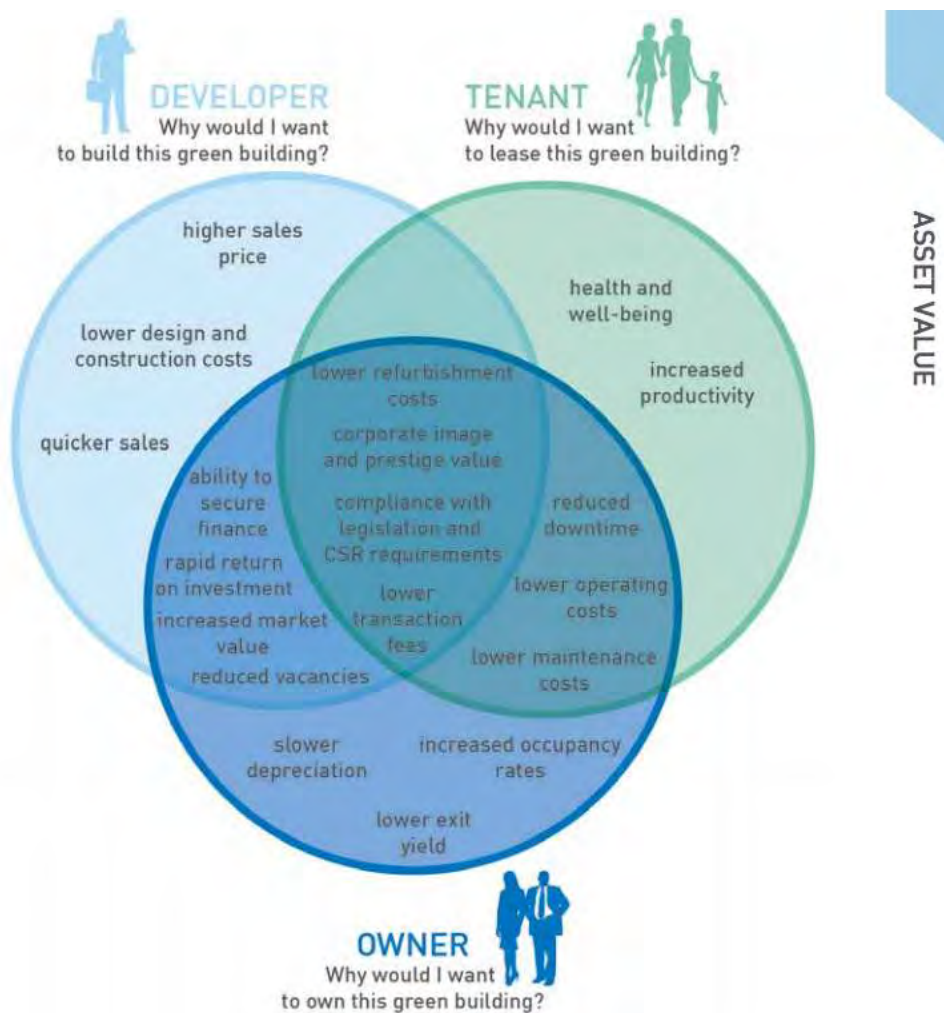 DEVELOPER
Why would I want
to build this green building?
TENANT
Why would I want
to lease this green building?
ASSET VALUE
higher sales
price
lower design and
construction costs
quicker sales
health and
well-being
increased
productivity
lower refurbishment
costs
corporate image
and prestige value
compliance with
legislation and
CSR requirements
lower
transaction
fees
ability to
secure
finance
rapid return
on investment
increased market
value
reduced vacancies
reduced
downtime
lower operating
costs
lower maintenance
costs
slower
depreciation
increased occupancy
rates
lower exit
yield
OWNER
Why would I want
to own this green building?